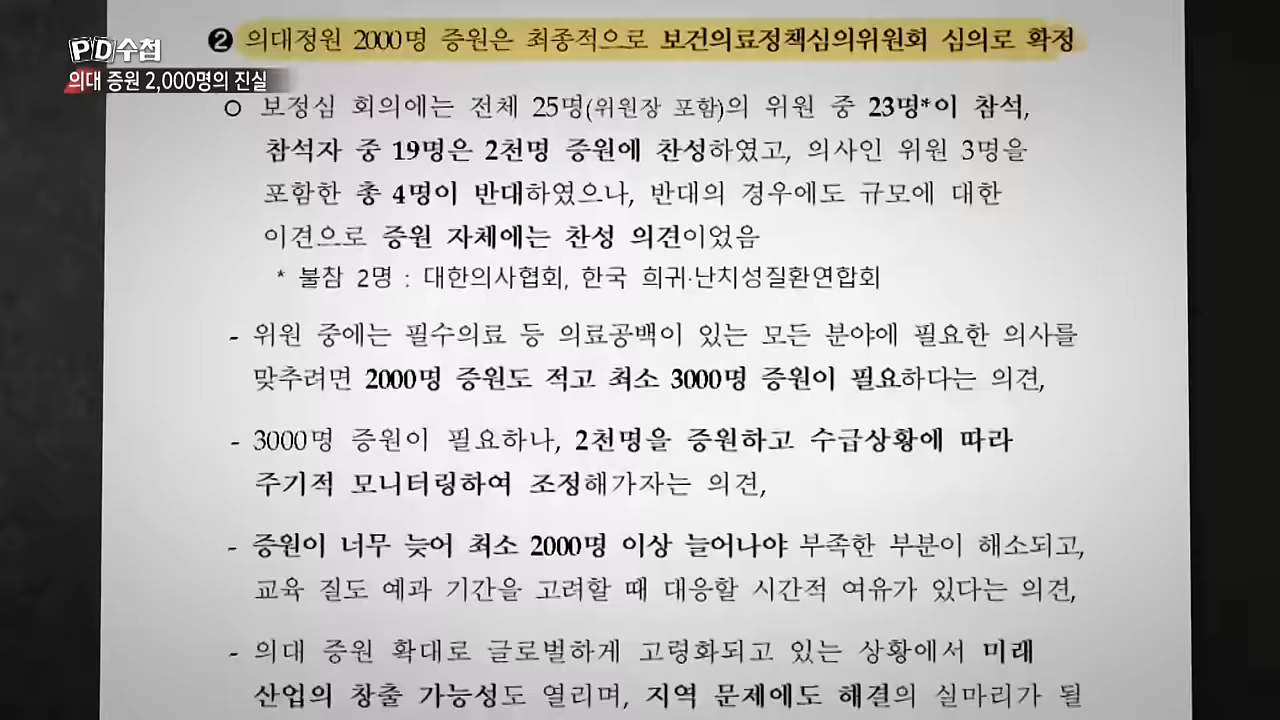 PD수첩
의대 증원 2,000명의 진실
❷ 의대정원 2000명 증원은 최종적으로 보건의료정책심의위원회 심의로 확정
○ 보정심 회의에는 전체 25명(위원장 포함)의 위원 중 23명*이 참석,
참석자 중 19명은 2천명 증원에 찬성하였고, 의사인 위원 3명을
포함한 총 4명이 반대하였으나, 반대의 경우에도 규모에 대한
이견으로 증원 자체에는 찬성 의견이었음
* 불참 2명 : 대한의사협회, 한국 희귀·난치성질환연합회
- 위원 중에는 필수의료 등 의료공백이 있는 모든 분야에 필요한 의사를
맞추려면 2000명 증원도 적고 최소 3000명 증원이 필요하다는 의견,
- 3000명 증원이 필요하나, 2천명을 증원하고 수급상황에 따라
주기적 모니터링하여 조정해가자는 의견,
- 증원이 너무 늦어 최소 2000명 이상 늘어나야 부족한 부분이 해소되고,
교육 질도 예과 기간을 고려할 때 대응할 시간적 여유가 있다는 의견,
- 의대 증원 확대로 글로벌하게 고령화되고 있는 상황에서 미래
산업의 창출 가능성도 열리며, 지역 문제에도 해결의 실마리가 될